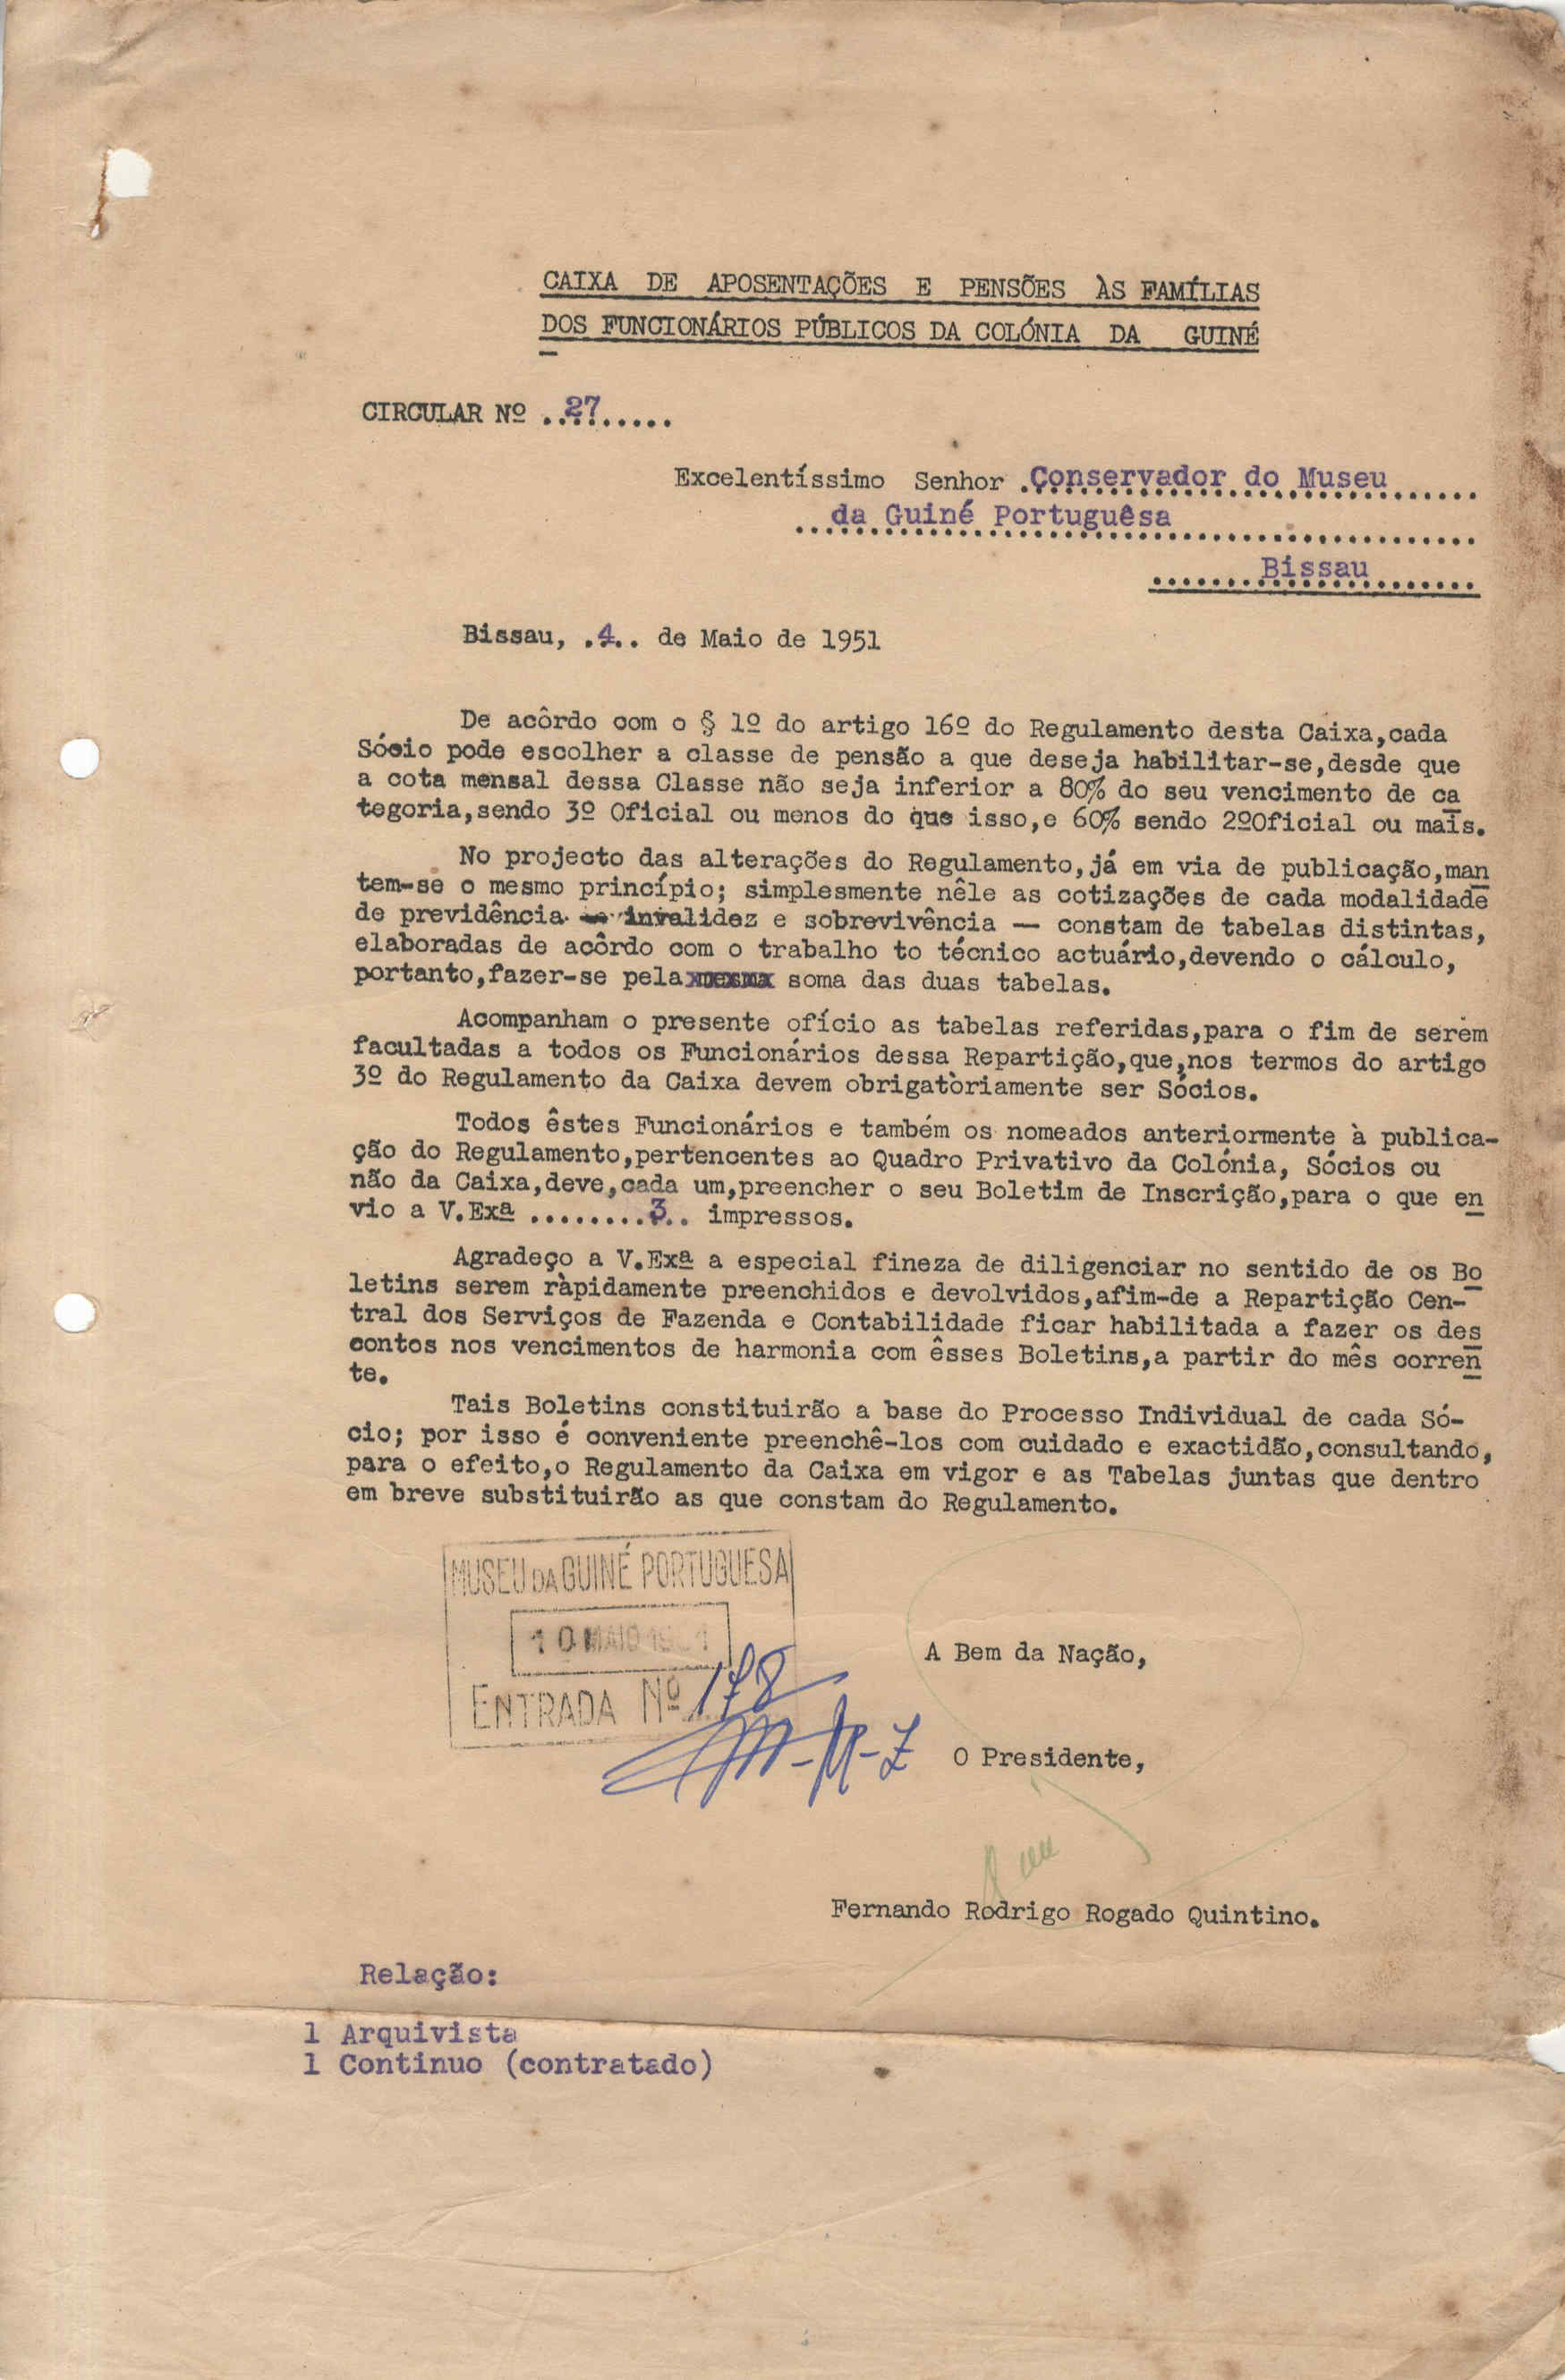 CAIXA DE APOSENTAÇÕES E PENSÕES ÀS FAMÍLIAS
DOS FUNCIONÁRIOS PÚBLICOS DA COLÓNIA DA GUINÉ
CIRCULAR Nº ..27.....
Excelentíssimo Senhor .Conservador do Museu
da Guiné Portuguêsa
Bissau
Bissau, .4.. de Maio de 1951
De acôrdo com o § 1º do artigo 16º do Regulamento desta Caixa,cada
Sócio pode escolher a classe de pensão a que deseja habilitar-se,desde que
a cota mensal dessa Classe não seja inferior a 80% do seu vencimento de ca
tegoria,sendo 3º Oficial ou menos do que isso,e 60% sendo 2ºOficial ou mais.
No projecto das alterações do Regulamento,já em via de publicação,man
tem-se o mesmo princípio; simplesmente nêle as cotizações de cada modalidade
de previdência — invalidez e sobrevivência — constam de tabelas distintas,
elaboradas de acôrdo com o trabalho to técnico actuário,devendo o cálculo,
portanto,fazer-se pela soma das duas tabelas.
Acompanham o presente ofício as tabelas referidas,para o fim de serem
facultadas a todos os Funcionários dessa Repartição,que,nos termos do artigo
3º do Regulamento da Caixa devem obrigatòriamente ser Sócios.
Todos êstes Funcionários e também os nomeados anteriormente à publica-
ção do Regulamento,pertencentes ao Quadro Privativo da Colónia, Sócios ou
não da Caixa,deve,cada um,preencher o seu Boletim de Inscrição,para o que en
vio a V.Exª ........3.. impressos.
Agradeço a V.Exª a especial fineza de diligenciar no sentido de os Bo
letins serem ràpidamente preenchidos e devolvidos,afim-de a Repartição Cen-
tral dos Serviços de Fazenda e Contabilidade ficar habilitada a fazer os des
contos nos vencimentos de harmonia com êsses Boletins,a partir do mês corren
te.
Tais Boletins constituirão a base do Processo Individual de cada Só-
cio; por isso é conveniente preenchê-los com cuidado e exactidão,consultando,
para o efeito,o Regulamento da Caixa em vigor e as Tabelas juntas que dentro
em breve substituirão as que constam do Regulamento.
MUSEU DA GUINÉ PORTUGUESA
10 MAIO 1951
ENTRADA Nº 178
A Bem da Nação,
O Presidente,
Fernando Rodrigo Rogado Quintino.
Relação:
1 Arquivista
1 Continuo (contratado)